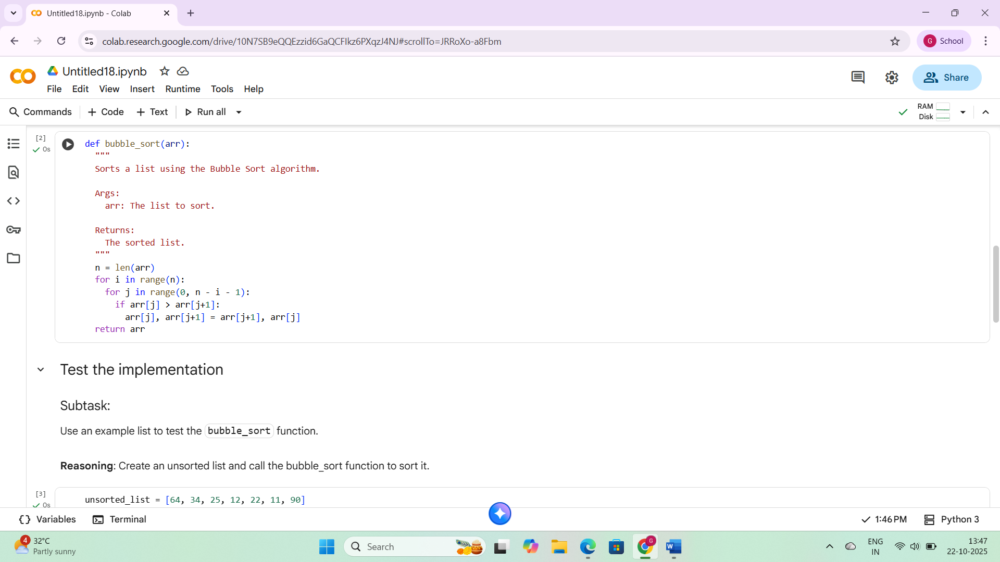 Untitled18.ipynb - Colab
colab.research.google.com/drive/10N7SB9eQQEzzid6GaQCFIkz6PXqzJ4NJ#scrollTo=JRRoXo-a8Fbm
G School
Untitled18.ipynb
File Edit View Insert Runtime Tools Help
Share
Commands + Code + Text Run all
RAM
Disk
[2]
0s
def bubble_sort(arr):
  """
  Sorts a list using the Bubble Sort algorithm.
  Args:
    arr: The list to sort.
  Returns:
    The sorted list.
  """
  n = len(arr)
  for i in range(n):
    for j in range(0, n - i - 1):
      if arr[j] > arr[j+1]:
        arr[j], arr[j+1] = arr[j+1], arr[j]
  return arr
Test the implementation
Subtask:
Use an example list to test the bubble_sort function.
Reasoning: Create an unsorted list and call the bubble_sort function to sort it.
[3]
0s
unsorted_list = [64, 34, 25, 12, 22, 11, 90]
{} Variables Terminal
1:46 PM Python 3
4
32°C
Partly sunny
Search
G
W
ENG
IN
13:47
22-10-2025